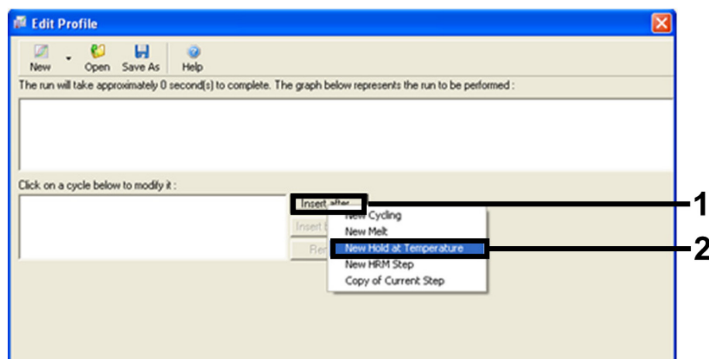 Edit Profile
New Open Save As Help
The run will take approximately 0 second(s) to complete. The graph below represents the run to be performed :
Click on a cycle below to modify it :
Insert after...
1
New Cycling
Insert
New Melt
New Hold at Temperature
2
New HRM Step
Copy of Current Step